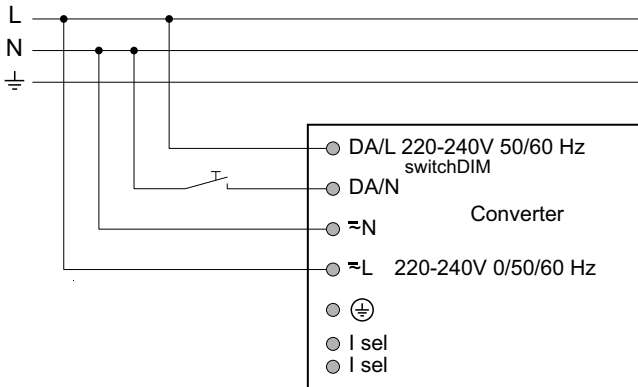 L
N
DA/L 220-240V 50/60 Hz
switchDIM
DA/N
Converter
≂N
≂L 220-240V 0/50/60 Hz
I sel
I sel